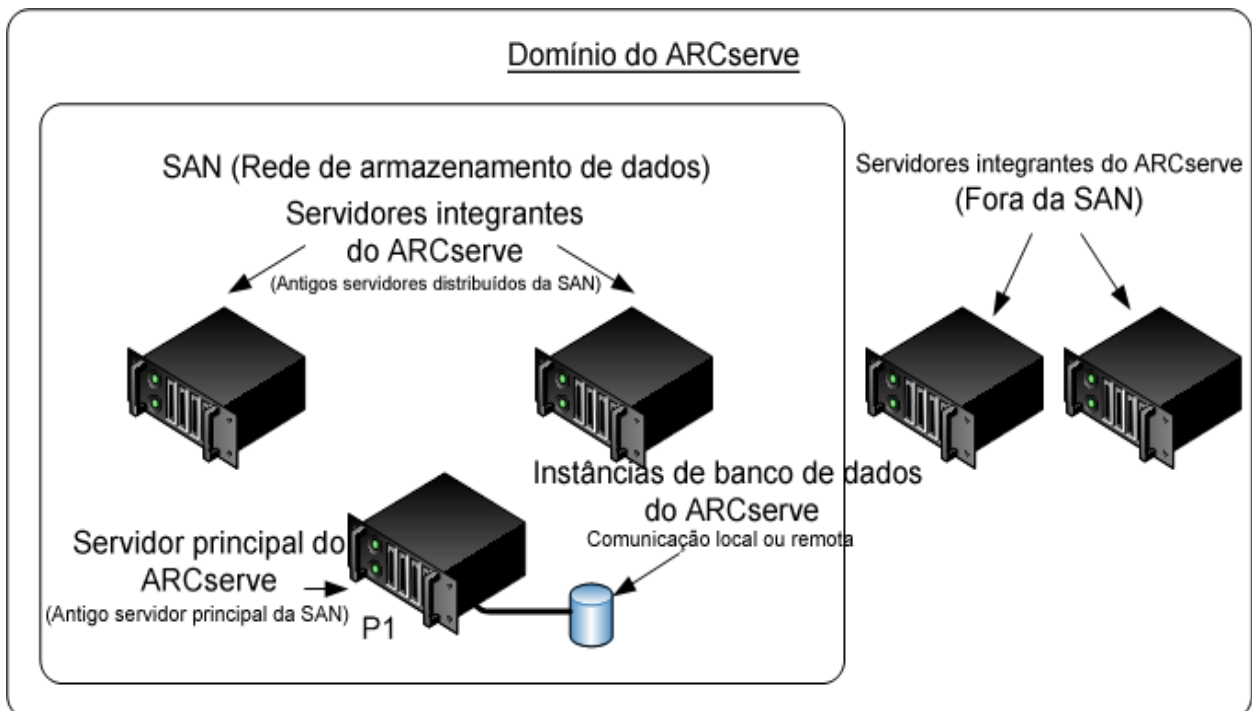 Domínio do ARCserve
SAN (Rede de armazenamento de dados)
Servidores integrantes
do ARCserve
(Antigos servidores distribuídos da SAN)
Servidores integrantes do ARCserve
(Fora da SAN)
Instâncias de banco de dados
do ARCserve
Comunicação local ou remota
Servidor principal do
ARCserve
(Antigo servidor principal da SAN)
P1